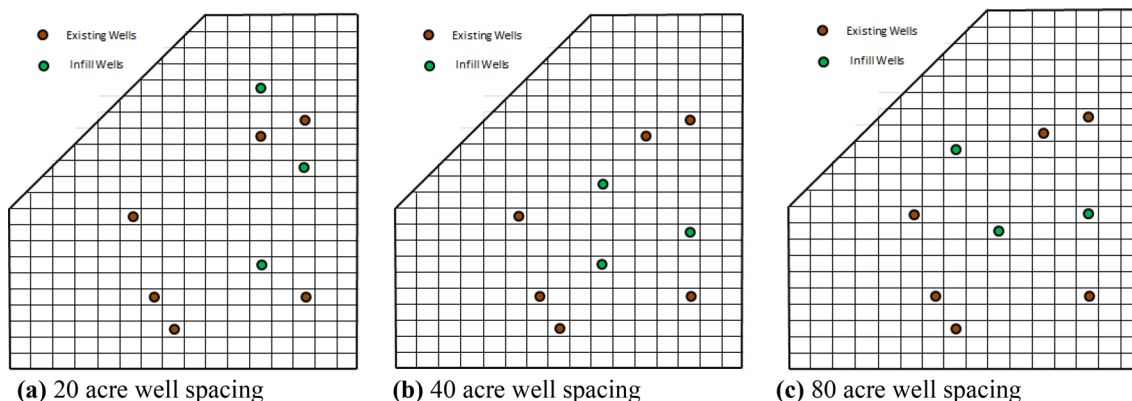 Existing Wells
Infill Wells
(a) 20 acre well spacing
Existing Wells
Infill Wells
(b) 40 acre well spacing
Existing Wells
Infill Wells
(c) 80 acre well spacing